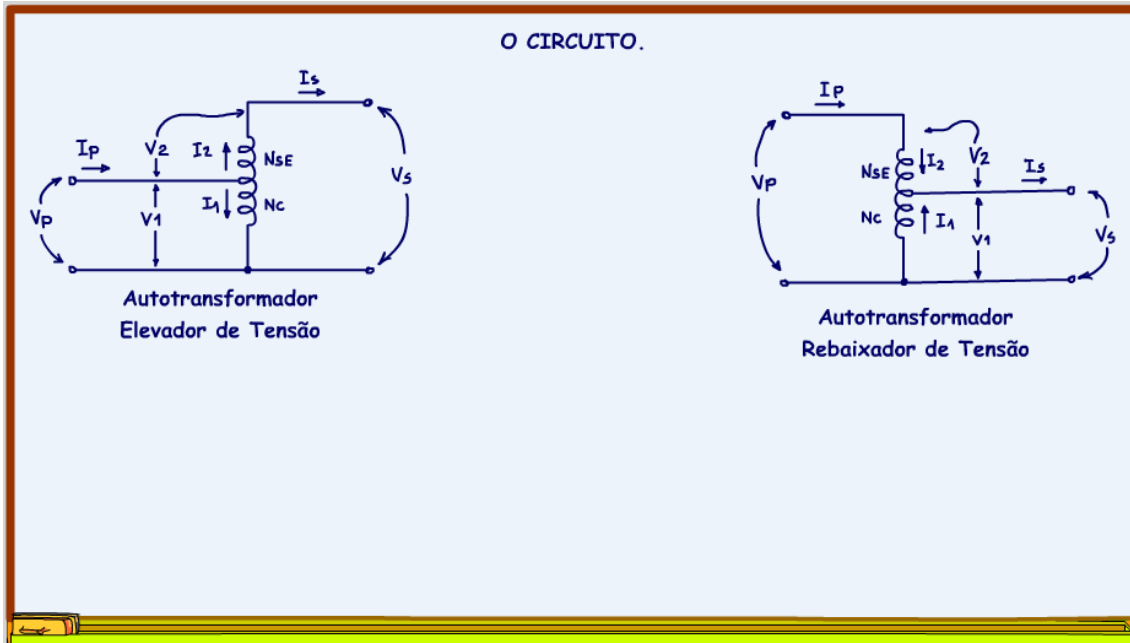 O CIRCUITO.
Is
Ip
V2
I2
NSE
Vs
Vp
V1
I1
Nc
Autotransformador
Elevador de Tensão
Ip
Vp
NSE
I2
V2
Is
Nc
I1
V1
Vs
Autotransformador
Rebaixador de Tensão